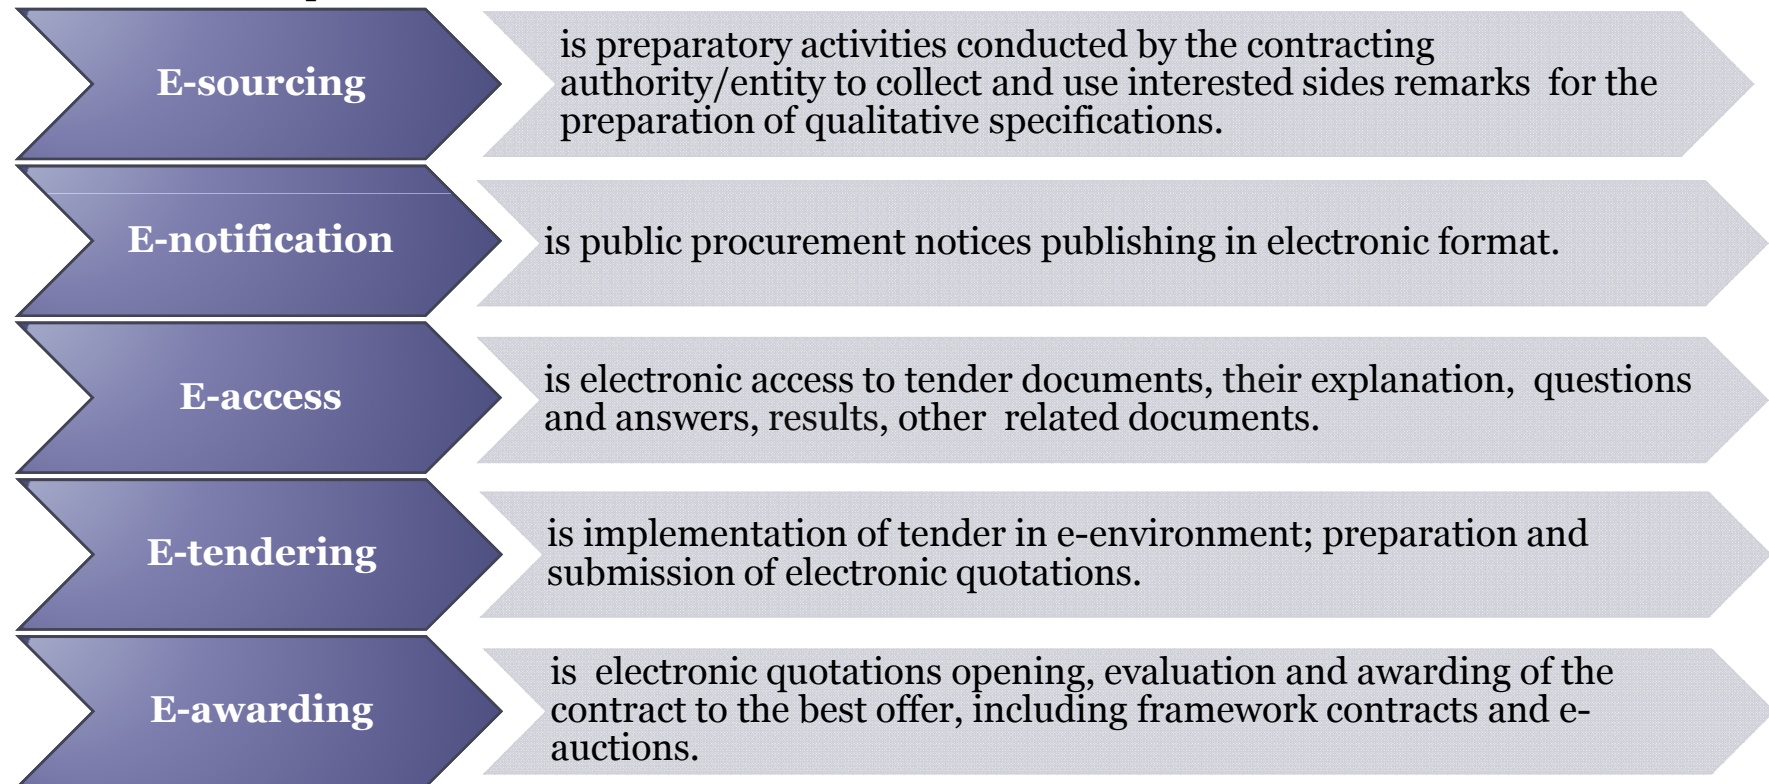 E-sourcing
is preparatory activities conducted by the contracting
authority/entity to collect and use interested sides remarks for the
preparation of qualitative specifications.
E-notification
is public procurement notices publishing in electronic format.
E-access
is electronic access to tender documents, their explanation, questions
and answers, results, other related documents.
E-tendering
is implementation of tender in e-environment; preparation and
submission of electronic quotations.
E-awarding
is electronic quotations opening, evaluation and awarding of the
contract to the best offer, including framework contracts and e-
auctions.